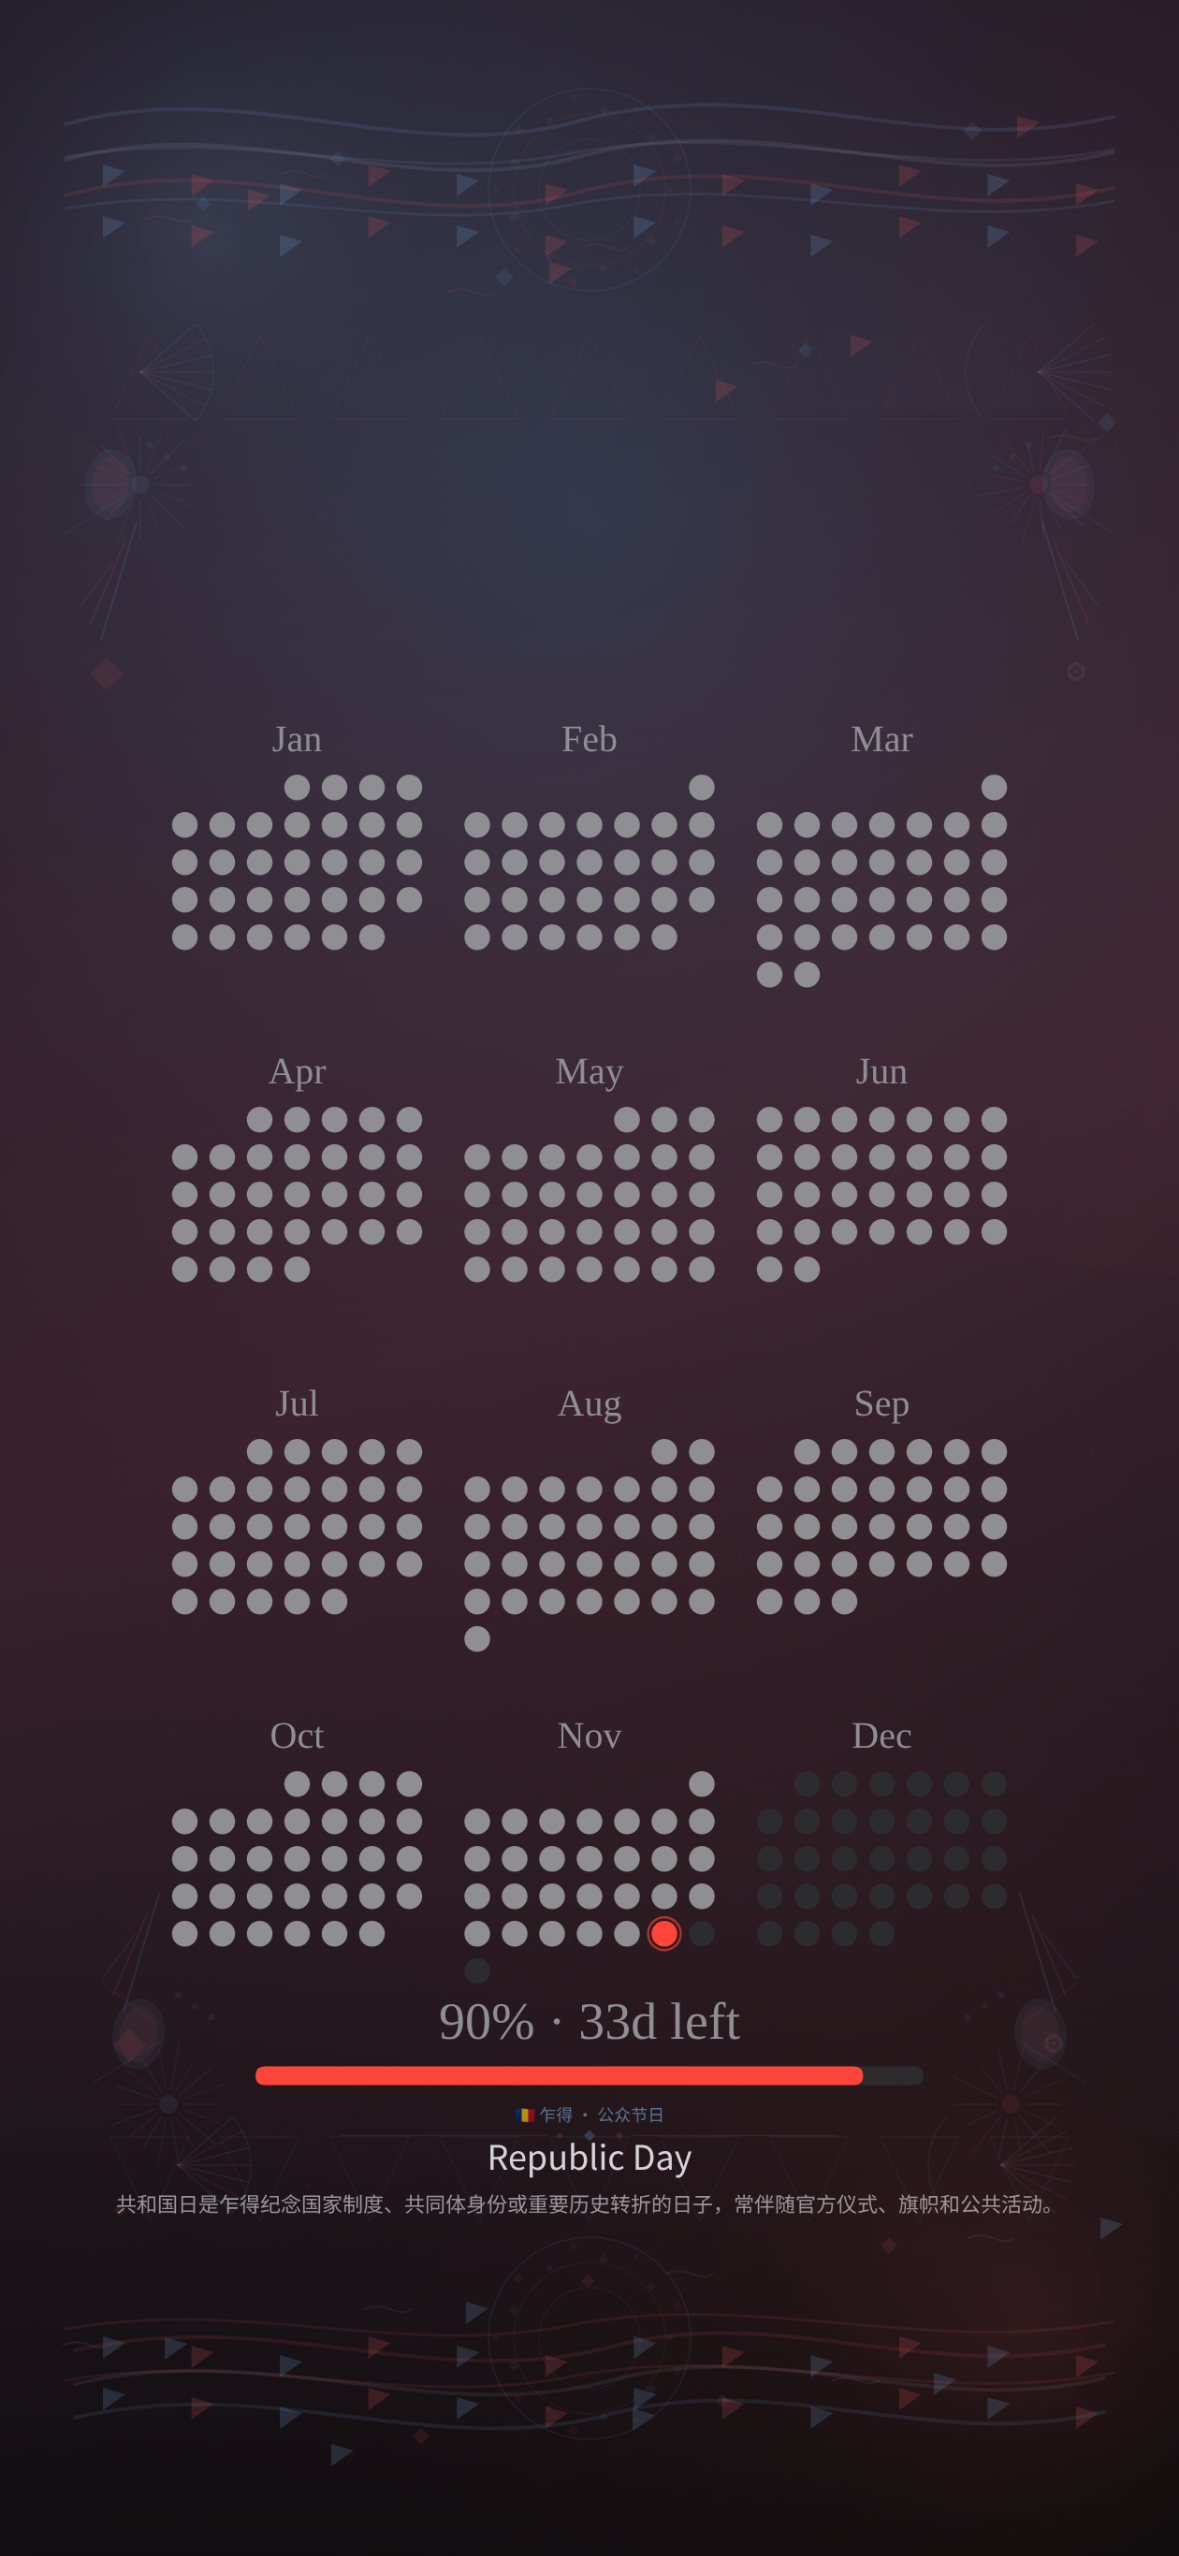 Jan Feb Mar
Apr May Jun
Jul Aug Sep
Oct Nov Dec
90% · 33d left
🇹🇩 乍得 · 公众节日
Republic Day
共和国日是乍得纪念国家制度、共同体身份或重要历史转折的日子，常伴随官方仪式、旗帜和公共活动。